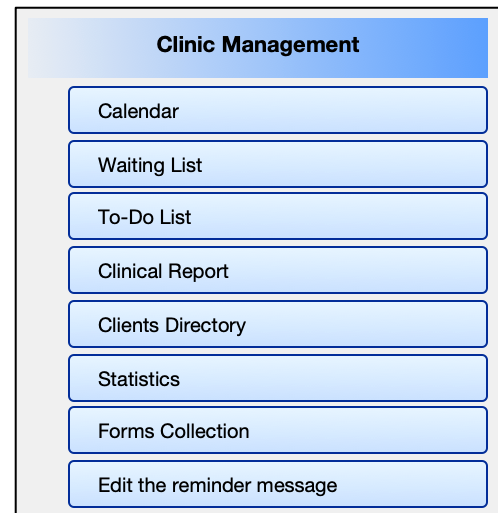 Clinic Management
Calendar
Waiting List
To-Do List
Clinical Report
Clients Directory
Statistics
Forms Collection
Edit the reminder message